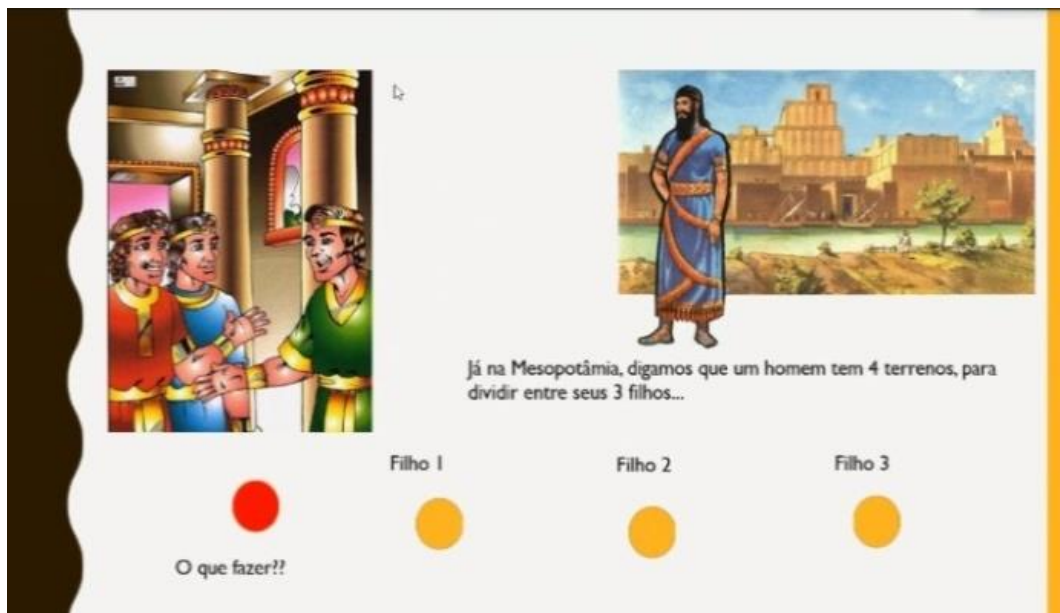 Já na Mesopotâmia, digamos que um homem tem 4 terrenos, para
dividir entre seus 3 filhos...
Filho 1
Filho 2
Filho 3
O que fazer??